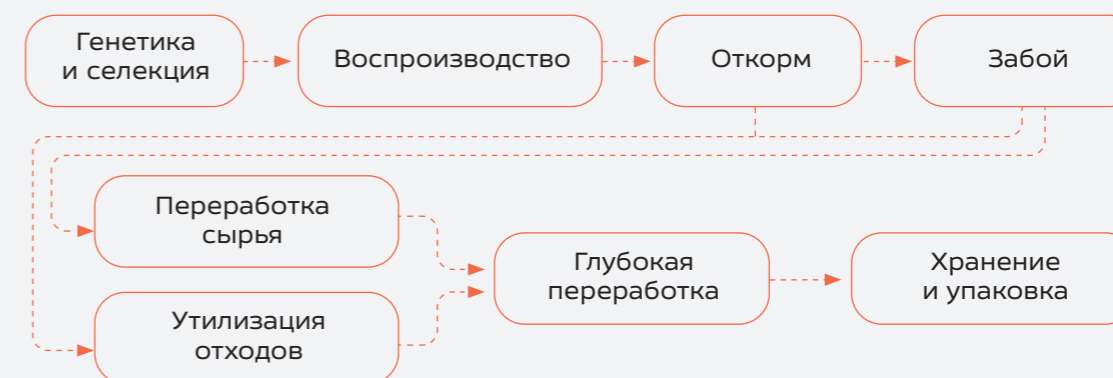 Генетика
и селекция
Воспроизводство
Откорм
Забой
Переработка
сырья
Утилизация
отходов
Глубокая
переработка
Хранение
и упаковка